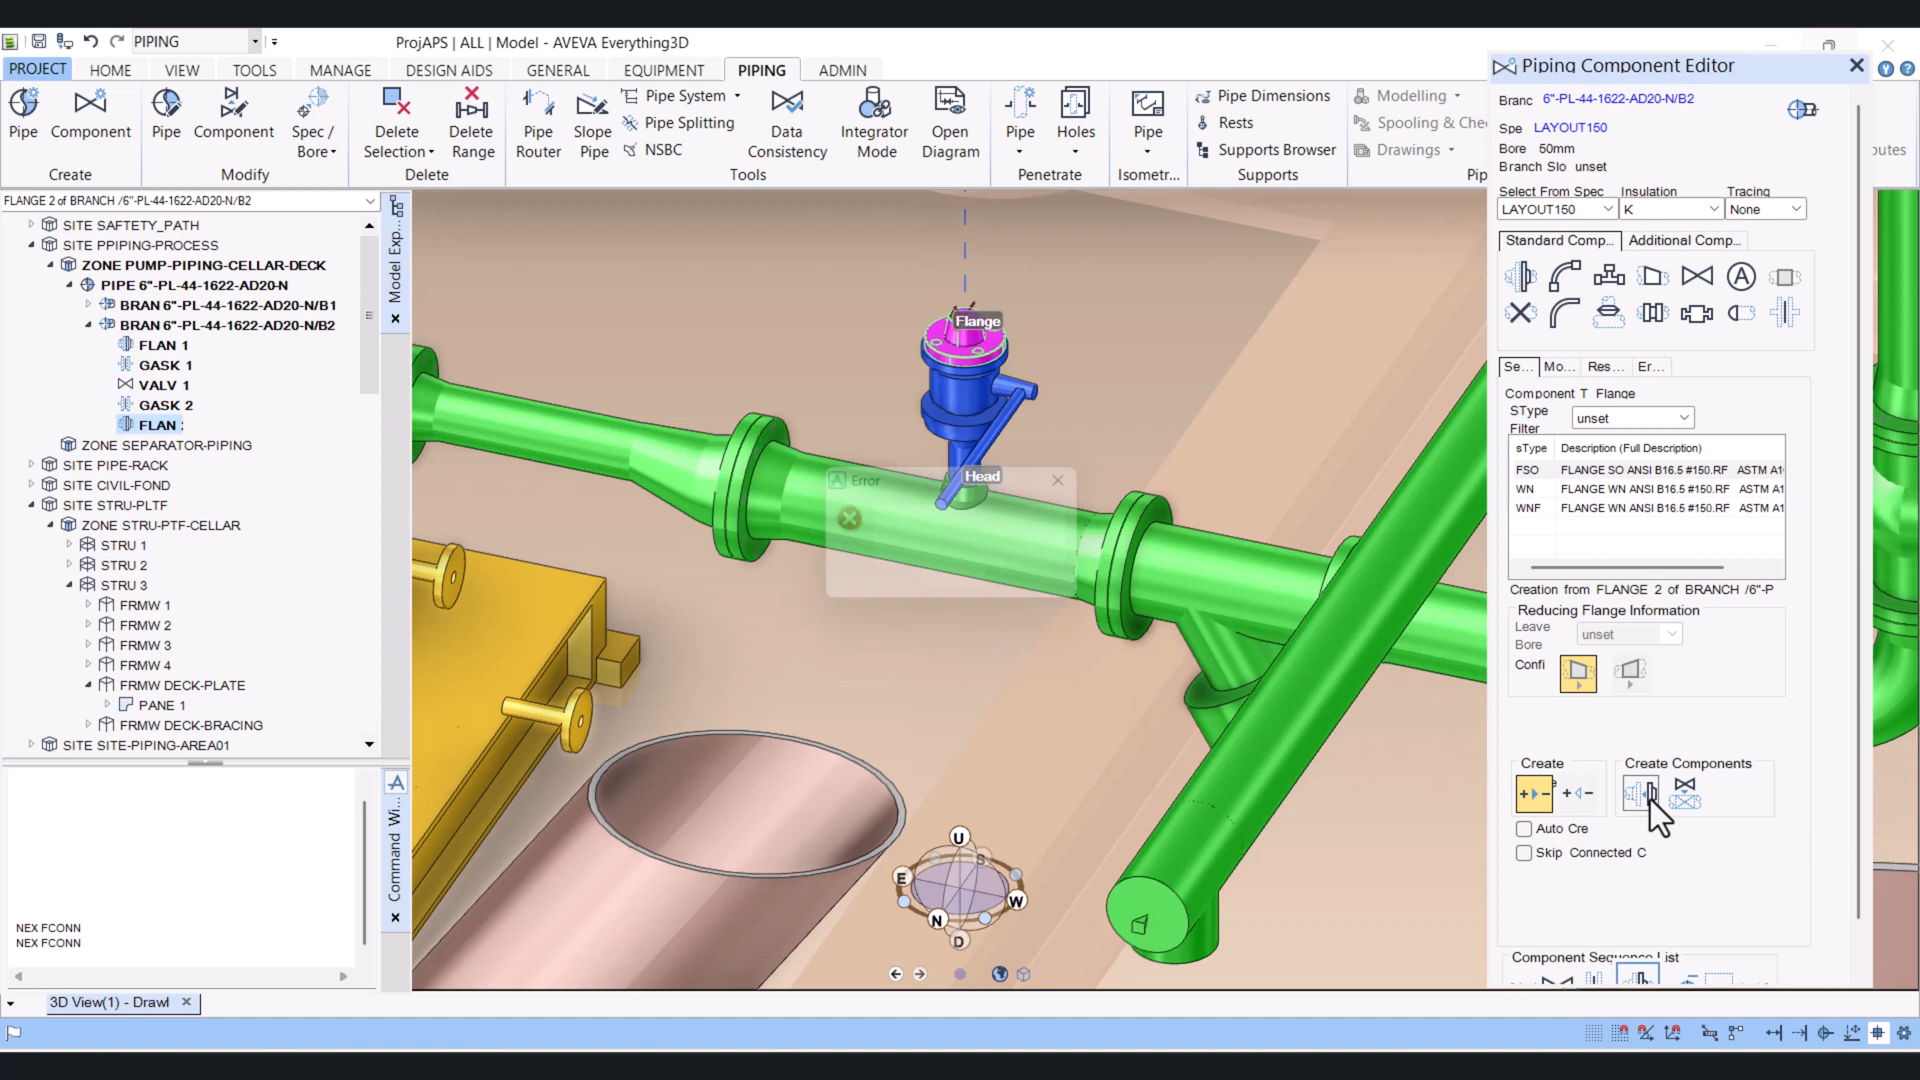 PIPING
ProjAPS | ALL | Model - AVEVA Everything3D
PROJECT
HOME
VIEW
TOOLS
MANAGE
DESIGN AIDS
GENERAL
EQUIPMENT
PIPING
ADMIN
Pipe
Component
Create
Pipe
Component
Spec /
Bore
Modify
Delete
Selection
Delete
Range
Delete
Pipe
Router
Slope
Pipe
Pipe System
Pipe Splitting
NSBC
Data
Consistency
Integrator
Mode
Open
Diagram
Tools
Pipe
Holes
Penetrate
Pipe
Isometr...
Piping Dimensions
Rests
Supports Browser
Supports
Modelling
Spooling & Che
Drawings
Pip
butes
FLANGE 2 of BRANCH /6"-PL-44-1622-AD20-N/B2
SITE SAFTETY_PATH
SITE PPIPING-PROCESS
ZONE PUMP-PIPING-CELLAR-DECK
PIPE 6"-PL-44-1622-AD20-N
BRAN 6"-PL-44-1622-AD20-N/B1
BRAN 6"-PL-44-1622-AD20-N/B2
FLAN 1
GASK 1
VALV 1
GASK 2
FLAN
ZONE SEPARATOR-PIPING
SITE PIPE-RACK
SITE CIVIL-FOND
SITE STRU-PLTF
ZONE STRU-PTF-CELLAR
STRU 1
STRU 2
STRU 3
FRMW 1
FRMW 2
FRMW 3
FRMW 4
FRMW DECK-PLATE
PANE 1
FRMW DECK-BRACING
SITE SITE-PIPING-AREA01
Model Exp...
Command Wi...
NEX FCONN
NEX FCONN
3D View(1) - Drawl
Flange
Head
Error
U
S
E
W
N
D
Piping Component Editor
Branc 6"-PL-44-1622-AD20-N/B2
Spe LAYOUT150
Bore 50mm
Branch Slo unset
Select From Spec
Insulation
Tracing
LAYOUT150
K
None
Standard Comp...
Additional Comp...
A
Se...
Mo...
Res...
Er...
Component T Flange
SType
Filter
unset
sType
Description (Full Description)
FSO FLANGE SO ANSI B16.5 #150.RF ASTM A1
WN FLANGE WN ANSI B16.5 #150.RF ASTM A1
WNF FLANGE WN ANSI B16.5 #150.RF ASTM A1
Creation from FLANGE 2 of BRANCH /6"-P
Reducing Flange Information
Leave
Bore
unset
Confi
Create
Create Components
Auto Cre
Skip Connected C
Component Sequence List